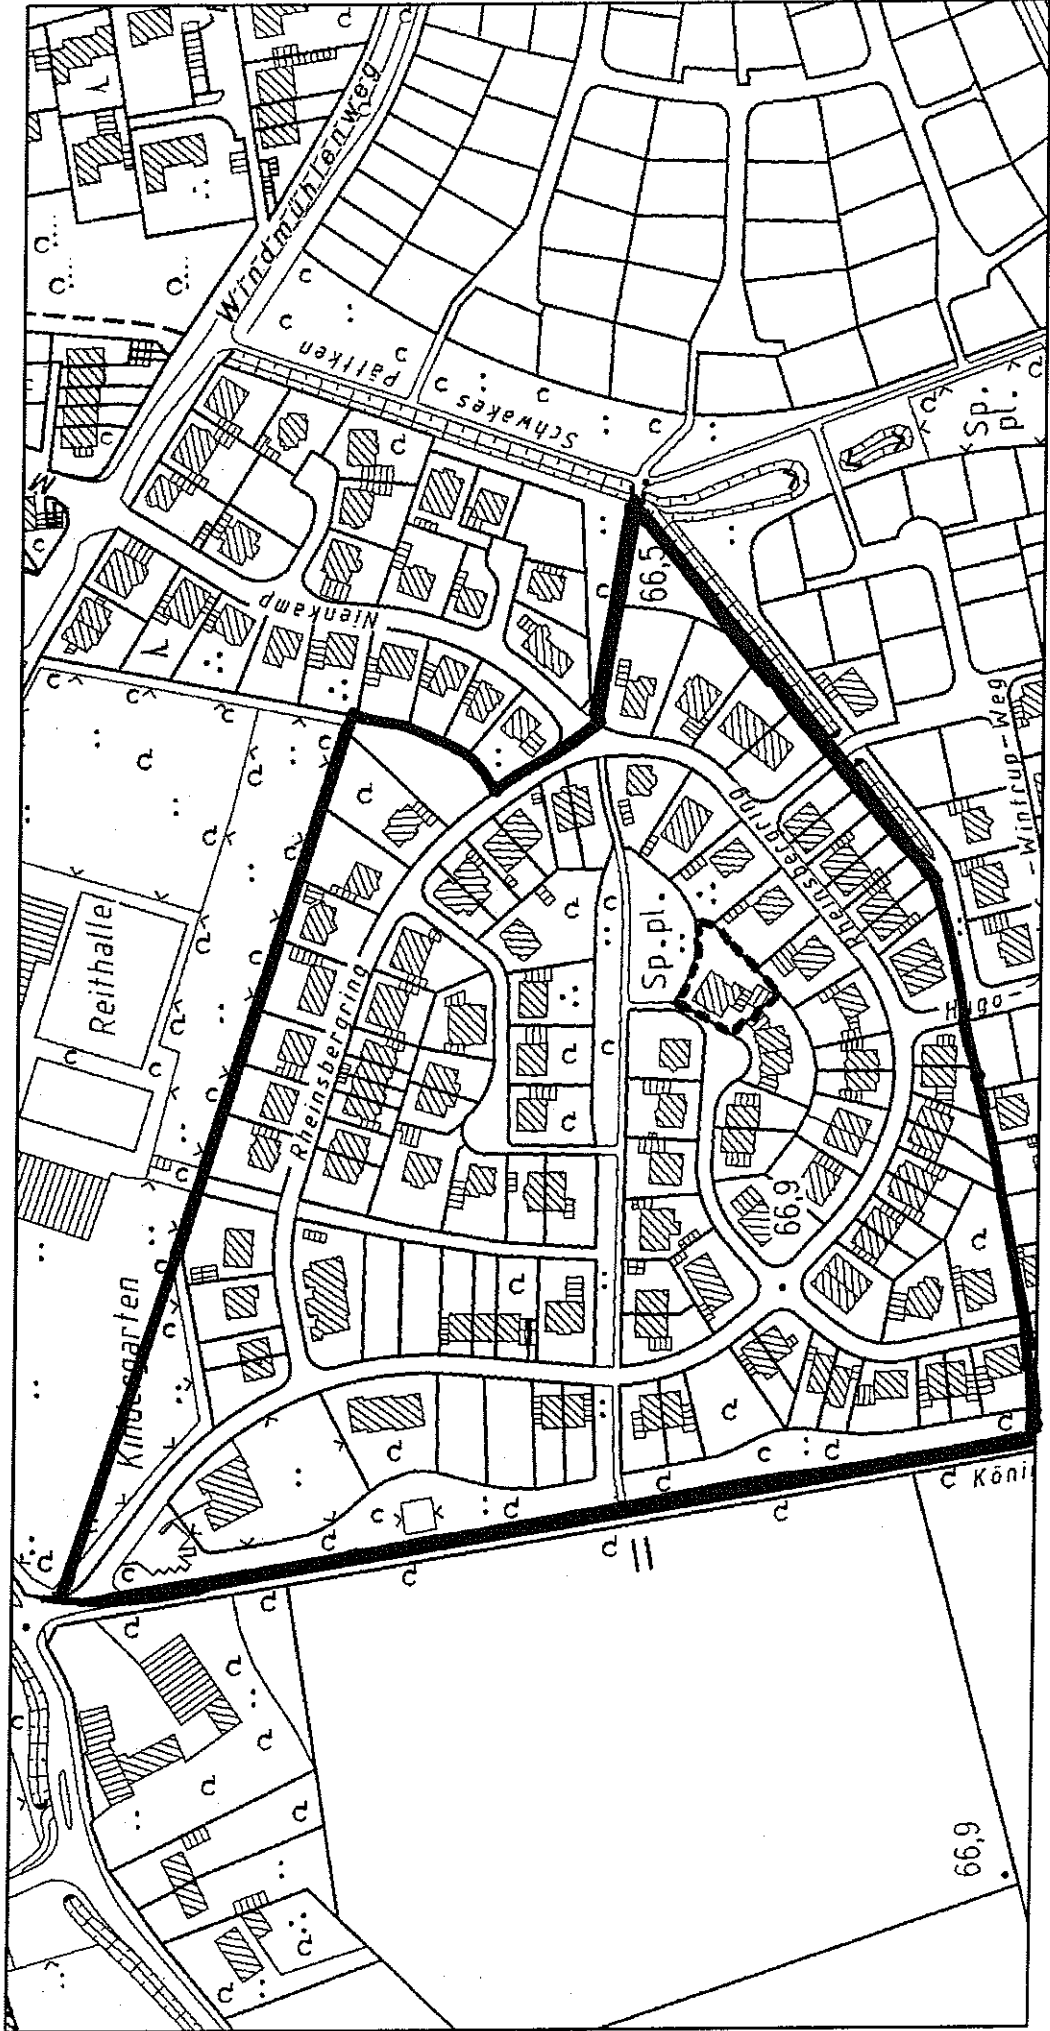 Windmühlenweg
Pättken
Schwakes
M
Nienkamp
66,5
Sp.
pl.
-Wintrup-Weg
Rheinsbergring
Reithalle
Sp. pl.
Rheinsbergring
Hugo-
66,9
Kindergarten
II
Köni
66,9